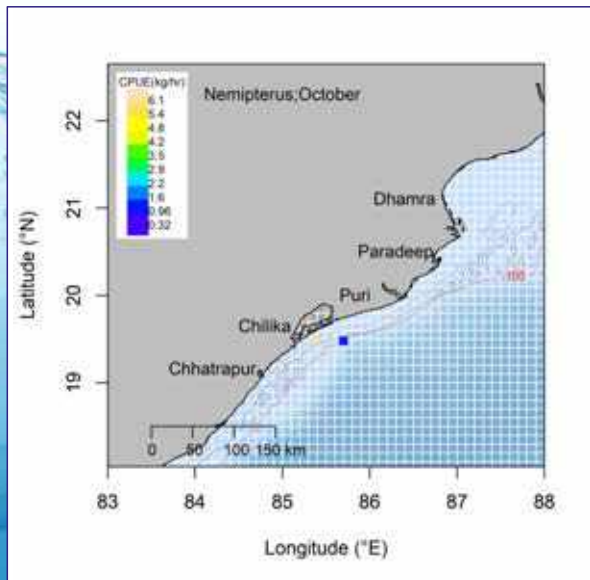 CPUE(kg/hr)
6.1
5.4
4.8
4.2
3.5
2.9
2.2
1.6
0.96
0.32
Nemipterus;October
Dhamra
Paradeep
Puri
Chilika
Chhatrapur
100
0 50 100 150 km
22
21
20
19
Latitude (°N)
83 84 85 86 87 88
Longitude (°E)